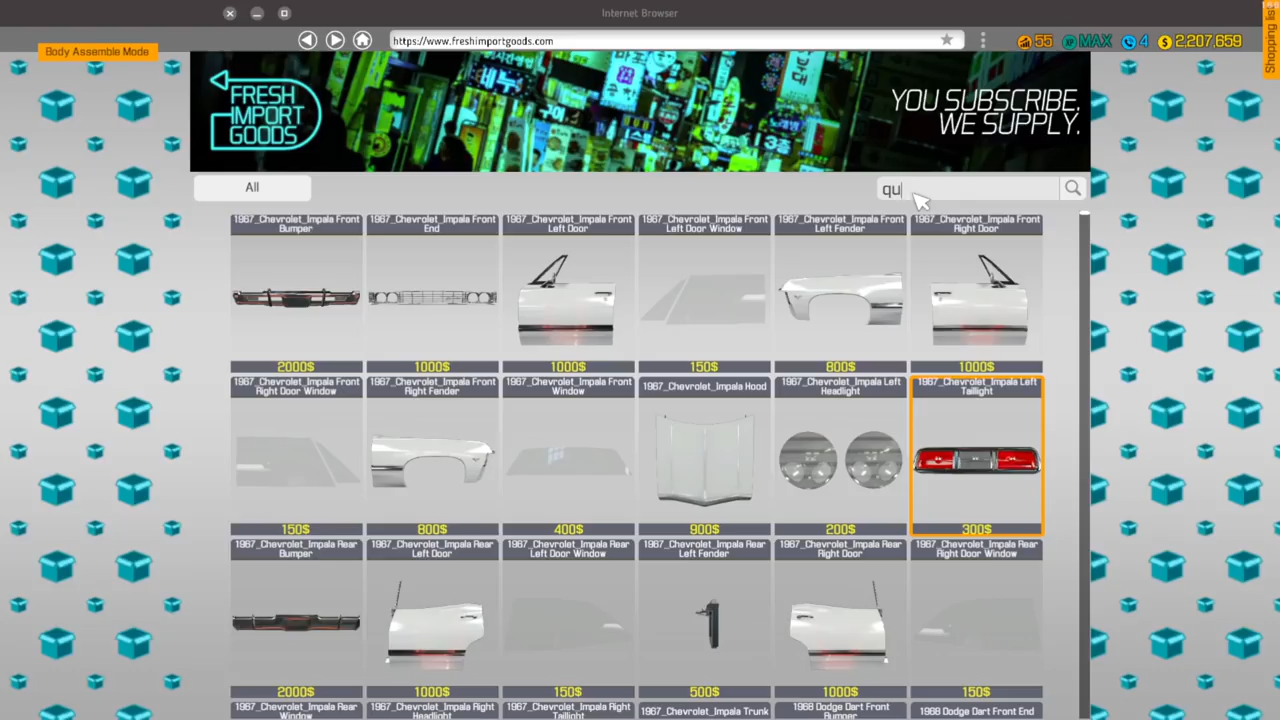 Internet Browser
Shopping list
Body Assemble Mode
https://www.freshimportgoods.com
55
XP MAX
4
$ 2,207,659
FRESH
IMPORT
GOODS
YOU SUBSCRIBE,
WE SUPPLY.
All
qu
1967_Chevrolet_Impala Front
Bumper
1967_Chevrolet_Impala Front
End
1967_Chevrolet_Impala Front
Left Door
1967_Chevrolet_Impala Front
Left Door Window
1967_Chevrolet_Impala Front
Left Fender
1967_Chevrolet_Impala Front
Right Door
2000$
1000$
1000$
150$
800$
1000$
1967_Chevrolet_Impala Front
Right Door Window
1967_Chevrolet_Impala Front
Right Fender
1967_Chevrolet_Impala Front
Window
1967_Chevrolet_Impala Hood
1967_Chevrolet_Impala Left
Headlight
1967_Chevrolet_Impala Left
Taillight
150$
800$
400$
900$
200$
300$
1967_Chevrolet_Impala Rear
Bumper
1967_Chevrolet_Impala Rear
Left Door
1967_Chevrolet_Impala Rear
Left Door Window
1967_Chevrolet_Impala Rear
Left Fender
1967_Chevrolet_Impala Rear
Right Door
1967_Chevrolet_Impala Rear
Right Door Window
2000$
1000$
150$
500$
1000$
150$
1967_Chevrolet_Impala Rear
Window
1967_Chevrolet_Impala Right
Headlight
1967_Chevrolet_Impala Right
Taillight
1967_Chevrolet_Impala Trunk
1968 Dodge Dart Front
Bumper
1968 Dodge Dart Front End